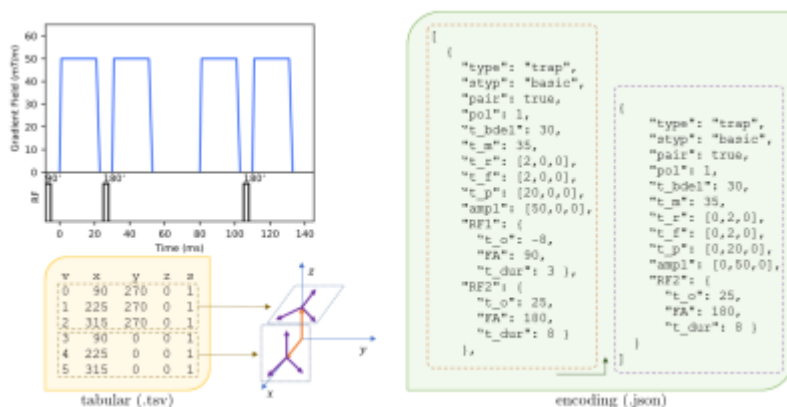 60
50
40
30
20
10
0
Gradient Field (mT/m)
90° 180° 180°
RF
0 20 40 60 80 100 120 140
Time (ms)
v x y z s
0 90 270 0 1
1 225 270 0 1
2 315 270 0 1
3 90 0 0 1
4 225 0 0 1
5 315 0 0 1
tabular (.tsv)
z
y
x
[
{
"type": "trap",
"styp": "basic",
"pair": true,
"pol": 1,
"t_bdel": 30,
"t_m": 35,
"t_r": [2,0,0],
"t_f": [2,0,0],
"t_p": [20,0,0],
"ampl": [50,0,0],
"RF1": {
"t_o": -8,
"FA": 90,
"t_dur": 3 },
"RF2": {
"t_o": 25,
"FA": 180,
"t_dur": 8 }
},
{
"type": "trap",
"styp": "basic",
"pair": true,
"pol": 1,
"t_bdel": 30,
"t_m": 35,
"t_r": [0,2,0],
"t_f": [0,2,0],
"t_p": [0,20,0],
"ampl": [0,50,0],
"RF2": {
"t_o": 25,
"FA": 180,
"t_dur": 8 }
}
]
encoding (.json)